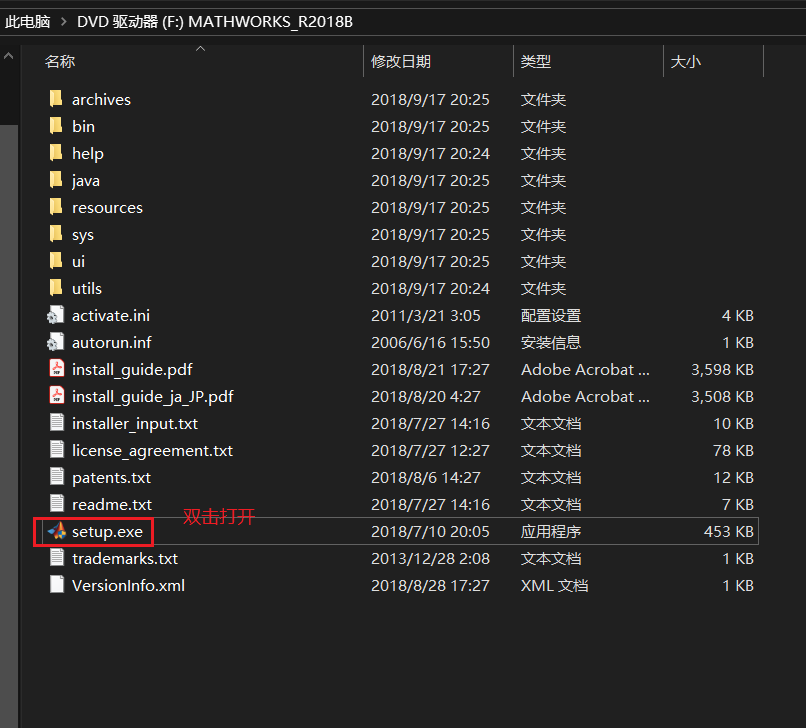 此电脑 > DVD 驱动器 (F:) MATHWORKS_R2018B
名称 修改日期 类型 大小
archives 2018/9/17 20:25 文件夹
bin 2018/9/17 20:25 文件夹
help 2018/9/17 20:24 文件夹
java 2018/9/17 20:25 文件夹
resources 2018/9/17 20:25 文件夹
sys 2018/9/17 20:25 文件夹
ui 2018/9/17 20:25 文件夹
utils 2018/9/17 20:24 文件夹
activate.ini 2011/3/21 3:05 配置设置 4 KB
autorun.inf 2006/6/16 15:50 安装信息 1 KB
install_guide.pdf 2018/8/21 17:27 Adobe Acrobat ... 3,598 KB
install_guide_ja_JP.pdf 2018/8/20 4:27 Adobe Acrobat ... 3,508 KB
installer_input.txt 2018/7/27 14:16 文本文档 10 KB
license_agreement.txt 2018/7/27 12:27 文本文档 78 KB
patents.txt 2018/8/6 14:27 文本文档 12 KB
readme.txt 2018/7/27 14:16 文本文档 7 KB
双击打开
setup.exe 2018/7/10 20:05 应用程序 453 KB
trademarks.txt 2013/12/28 2:08 文本文档 1 KB
VersionInfo.xml 2018/8/28 17:27 XML 文档 1 KB